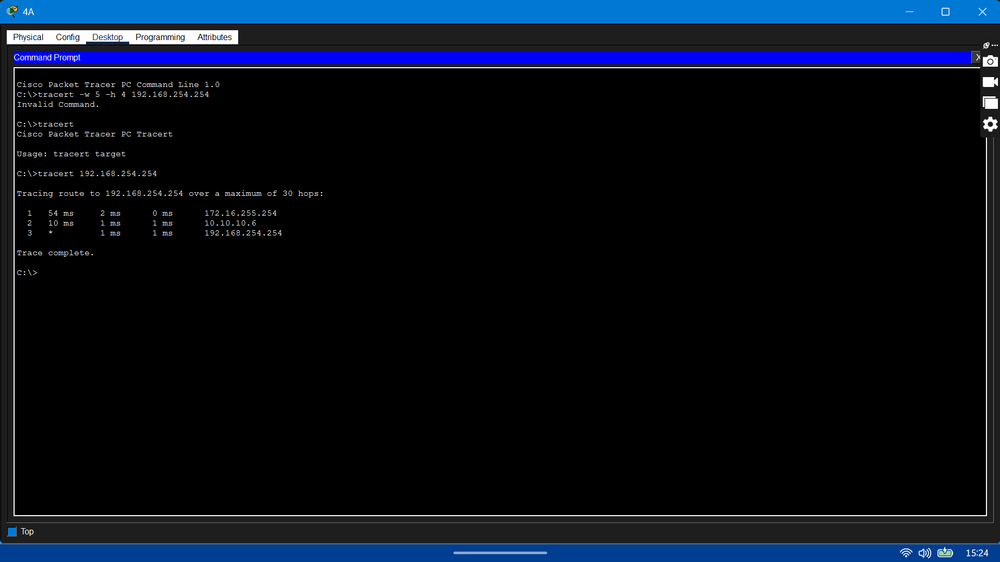 4A
Physical Config Desktop Programming Attributes
Command Prompt
X
Cisco Packet Tracer PC Command Line 1.0
C:\>tracert -w 5 -h 4 192.168.254.254
Invalid Command.
C:\>tracert
Cisco Packet Tracer PC Tracert
Usage: tracert target
C:\>tracert 192.168.254.254
Tracing route to 192.168.254.254 over a maximum of 30 hops:
1 54 ms 2 ms 0 ms 172.16.255.254
2 10 ms 1 ms 1 ms 10.10.10.6
3 * 1 ms 1 ms 192.168.254.254
Trace complete.
C:\>
Top
15:24